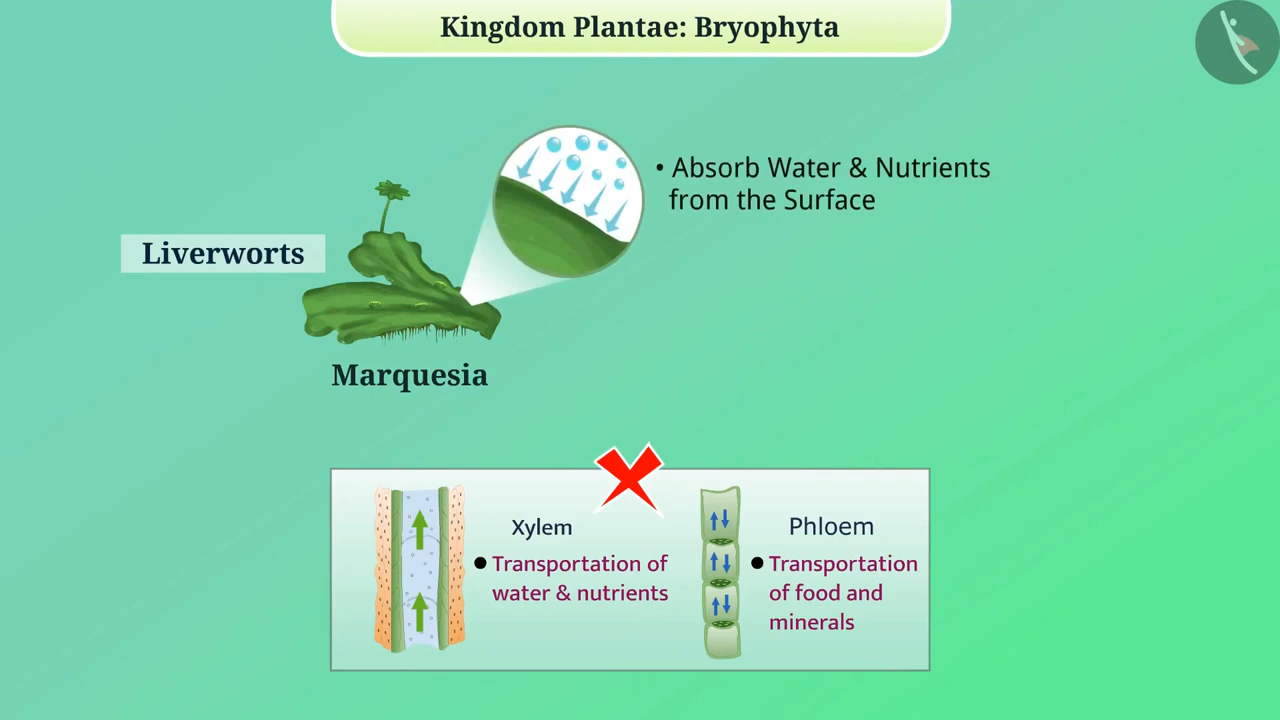 Kingdom Plantae: Bryophyta
• Absorb Water & Nutrients
from the Surface
Liverworts
Marquesia
Xylem
● Transportation of
water & nutrients
Phloem
● Transportation
of food and
minerals